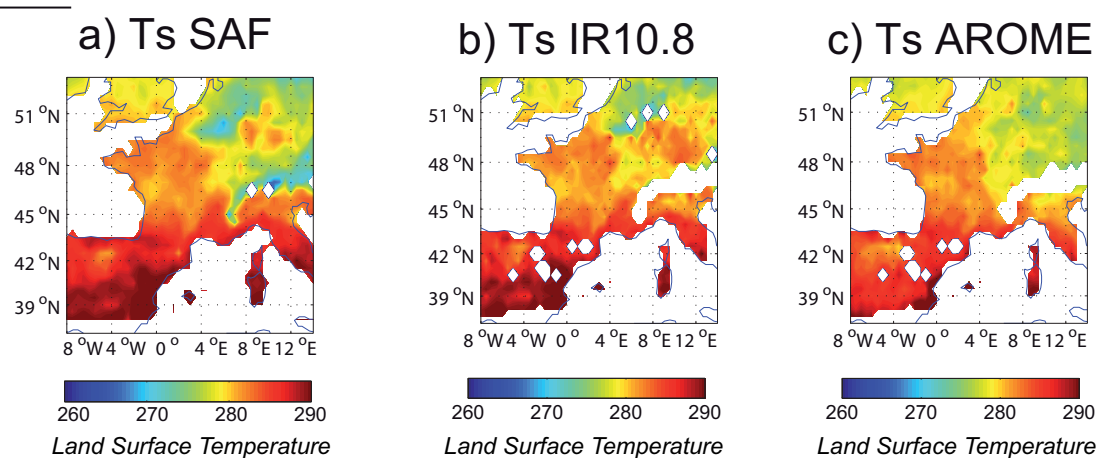 a) Ts SAF
b) Ts IR10.8
c) Ts AROME
51 °N
48 °N
45 °N
42 °N
39 °N
8 °W 4 °W 0 ° 4 °E 8 °E 12 °E
51 °N
48 °N
45 °N
42 °N
39 °N
8 °W 4 °W 0 ° 4 °E 8 °E 12 °E
51 °N
48 °N
45 °N
42 °N
39 °N
8 °W 4 °W 0 ° 4 °E 8 °E 12 °E
260 270 280 290
260 270 280 290
260 270 280 290
Land Surface Temperature
Land Surface Temperature
Land Surface Temperature